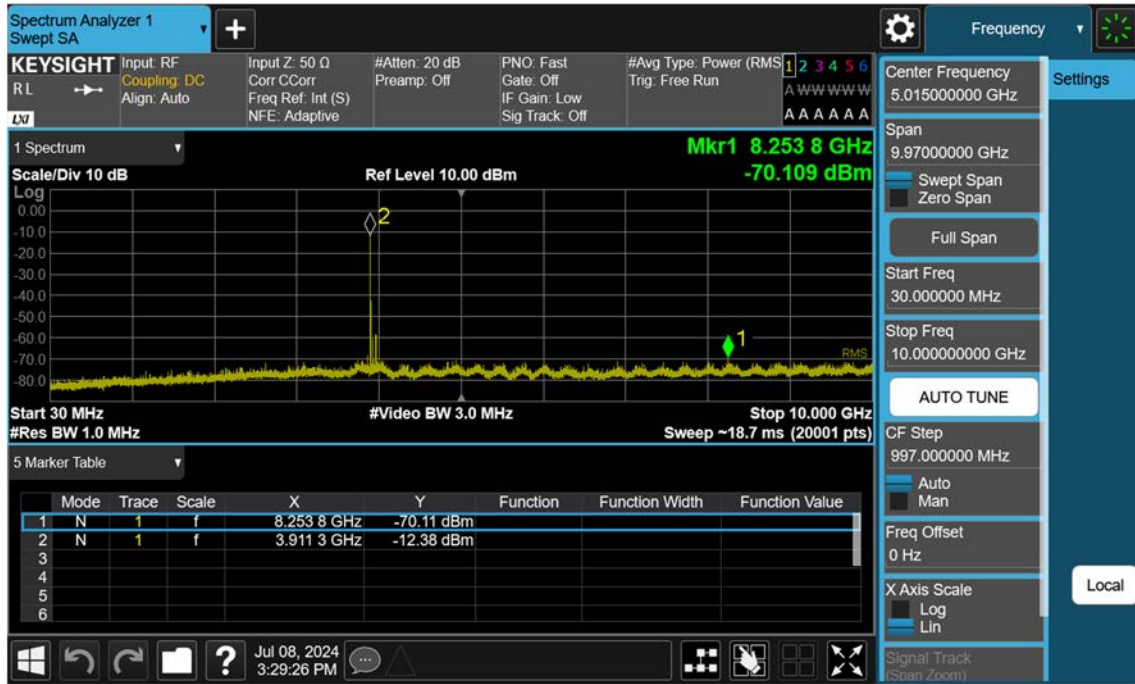 Spectrum Analyzer 1
Swept SA
Frequency
KEYSIGHT
RL
LXI
Input: RF
Coupling: DC
Align: Auto
Input Z: 50 Ω
Corr CCorr
Freq Ref: Int (S)
NFE: Adaptive
#Atten: 20 dB
Preamp: Off
PNO: Fast
Gate: Off
IF Gain: Low
Sig Track: Off
#Avg Type: Power (RMS
Trig: Free Run
1 2 3 4 5 6
A W W W W W
A A A A A A
1 Spectrum
Scale/Div 10 dB
Ref Level 10.00 dBm
Mkr1 8.253 8 GHz
-70.109 dBm
Log
0.00
-10.0
-20.0
-30.0
-40.0
-50.0
-60.0
-70.0
-80.0
2
1
RMS
Start 30 MHz
#Video BW 3.0 MHz
Stop 10.000 GHz
#Res BW 1.0 MHz
Sweep ~18.7 ms (20001 pts)
5 Marker Table
Mode Trace Scale X Y Function Function Width Function Value
1 N 1 f 8.253 8 GHz -70.11 dBm
2 N 1 f 3.911 3 GHz -12.38 dBm
3
4
5
6
?
Jul 08, 2024
3:29:26 PM
Center Frequency
5.015000000 GHz
Settings
Span
9.97000000 GHz
Swept Span
Zero Span
Full Span
Start Freq
30.000000 MHz
Stop Freq
10.000000000 GHz
AUTO TUNE
CF Step
997.000000 MHz
Auto
Man
Freq Offset
0 Hz
X Axis Scale
Log
Lin
Local
Signal Track
(Span Zoom)